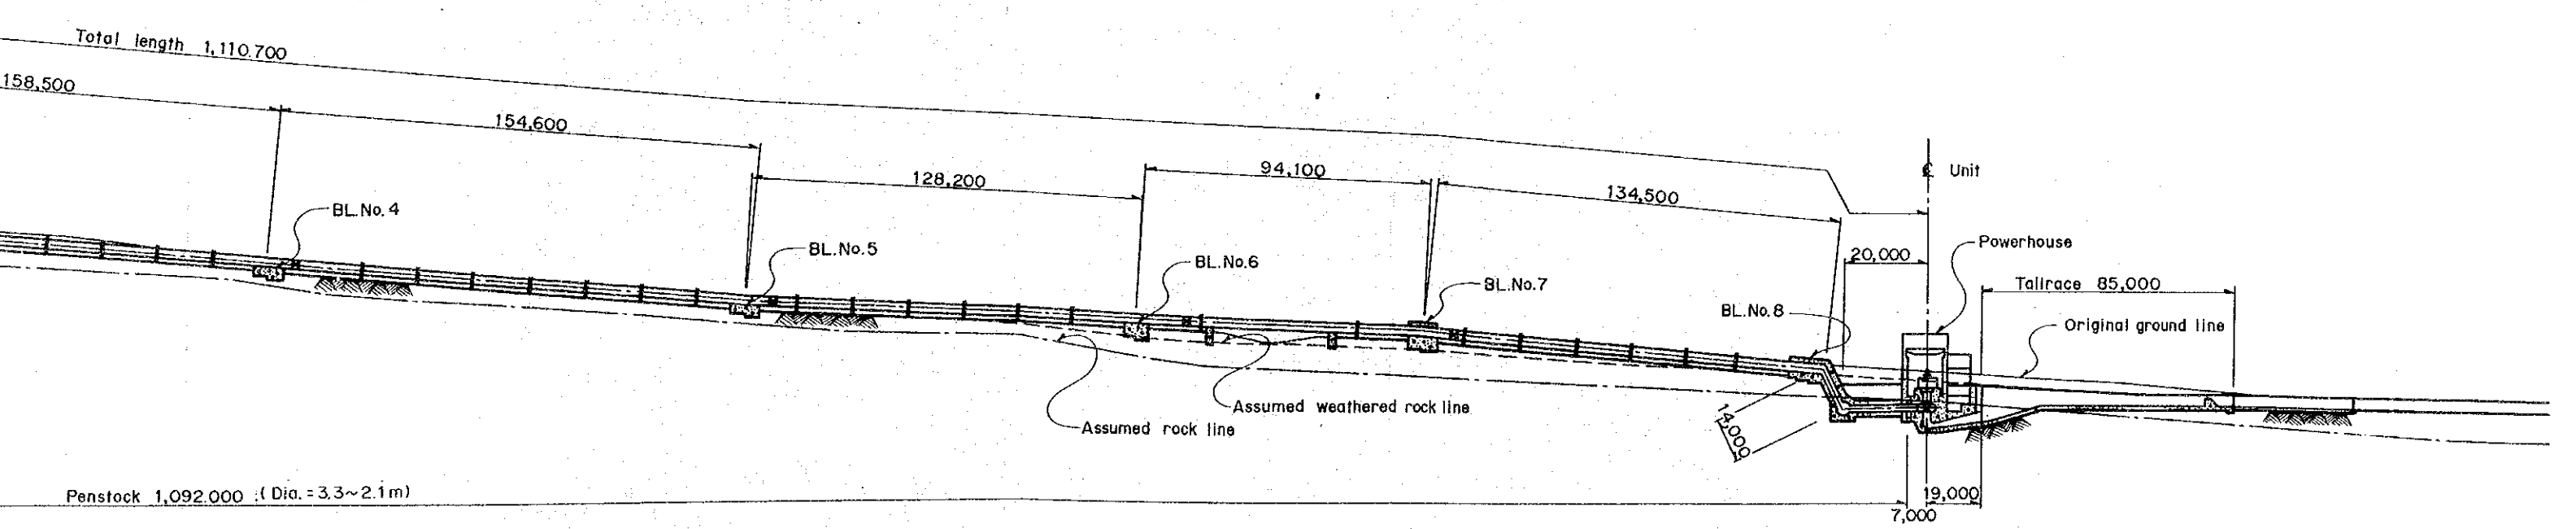 Total length 1,110.700
158,500
154,600
128,200
94,100
134,500
℄ Unit
BL.No.4
BL.No.5
BL.No.6
BL.No.7
BL.No.8
20,000
Powerhouse
Tailrace 85,000
Original ground line
Assumed weathered rock line
Assumed rock line
14,000
Penstock 1,092.000 (Dia.=3.3~2.1m)
19,000
7,000